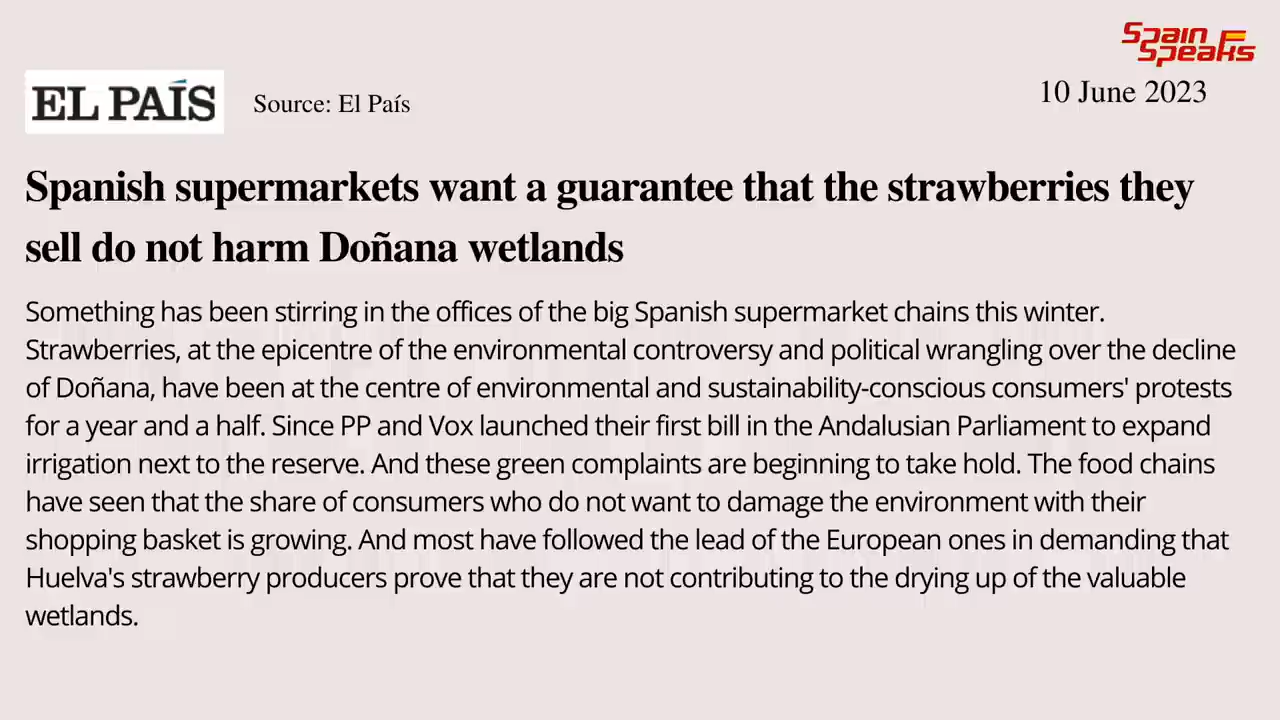 Spain
Speaks
10 June 2023
EL PAÍS
Source: El País
Spanish supermarkets want a guarantee that the strawberries they
sell do not harm Doñana wetlands
Something has been stirring in the offices of the big Spanish supermarket chains this winter.
Strawberries, at the epicentre of the environmental controversy and political wrangling over the decline
of Doñana, have been at the centre of environmental and sustainability-conscious consumers' protests
for a year and a half. Since PP and Vox launched their first bill in the Andalusian Parliament to expand
irrigation next to the reserve. And these green complaints are beginning to take hold. The food chains
have seen that the share of consumers who do not want to damage the environment with their
shopping basket is growing. And most have followed the lead of the European ones in demanding that
Huelva's strawberry producers prove that they are not contributing to the drying up of the valuable
wetlands.